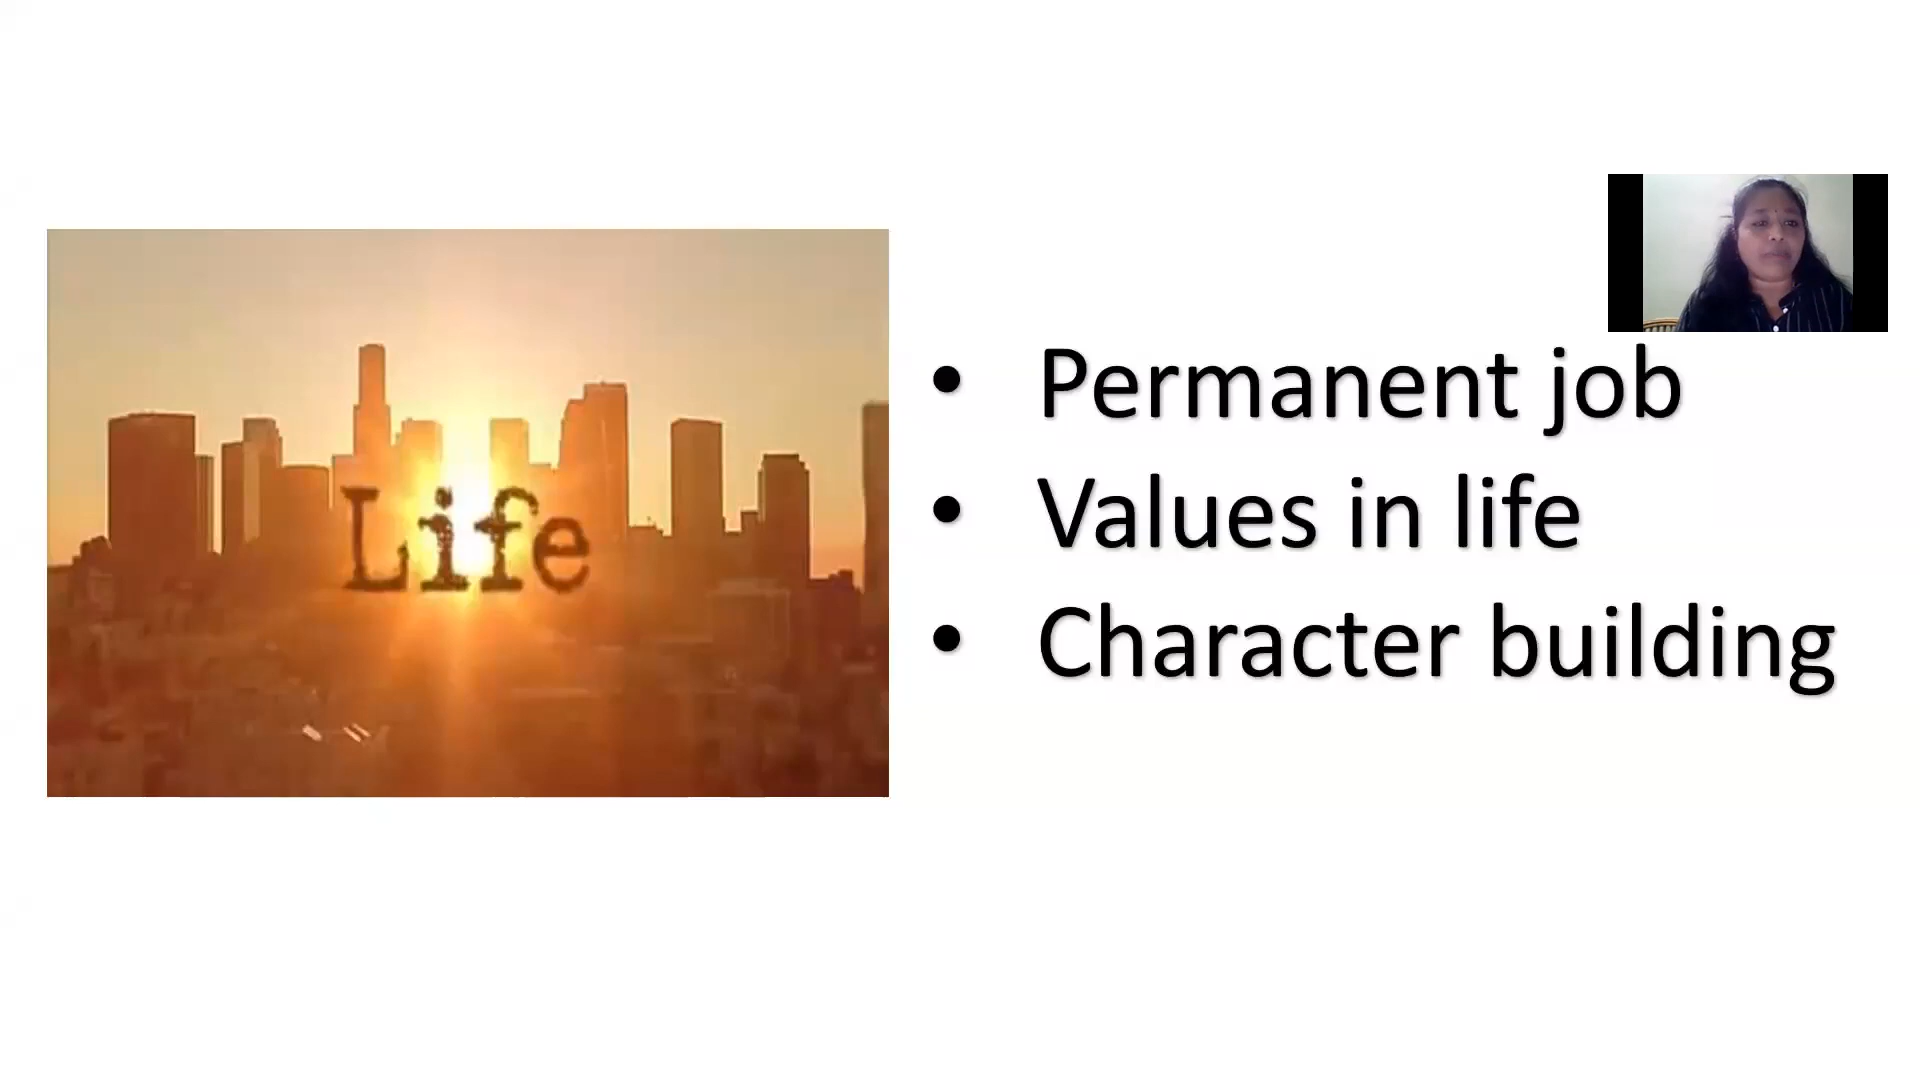 Life
• Permanent job
• Values in life
• Character building